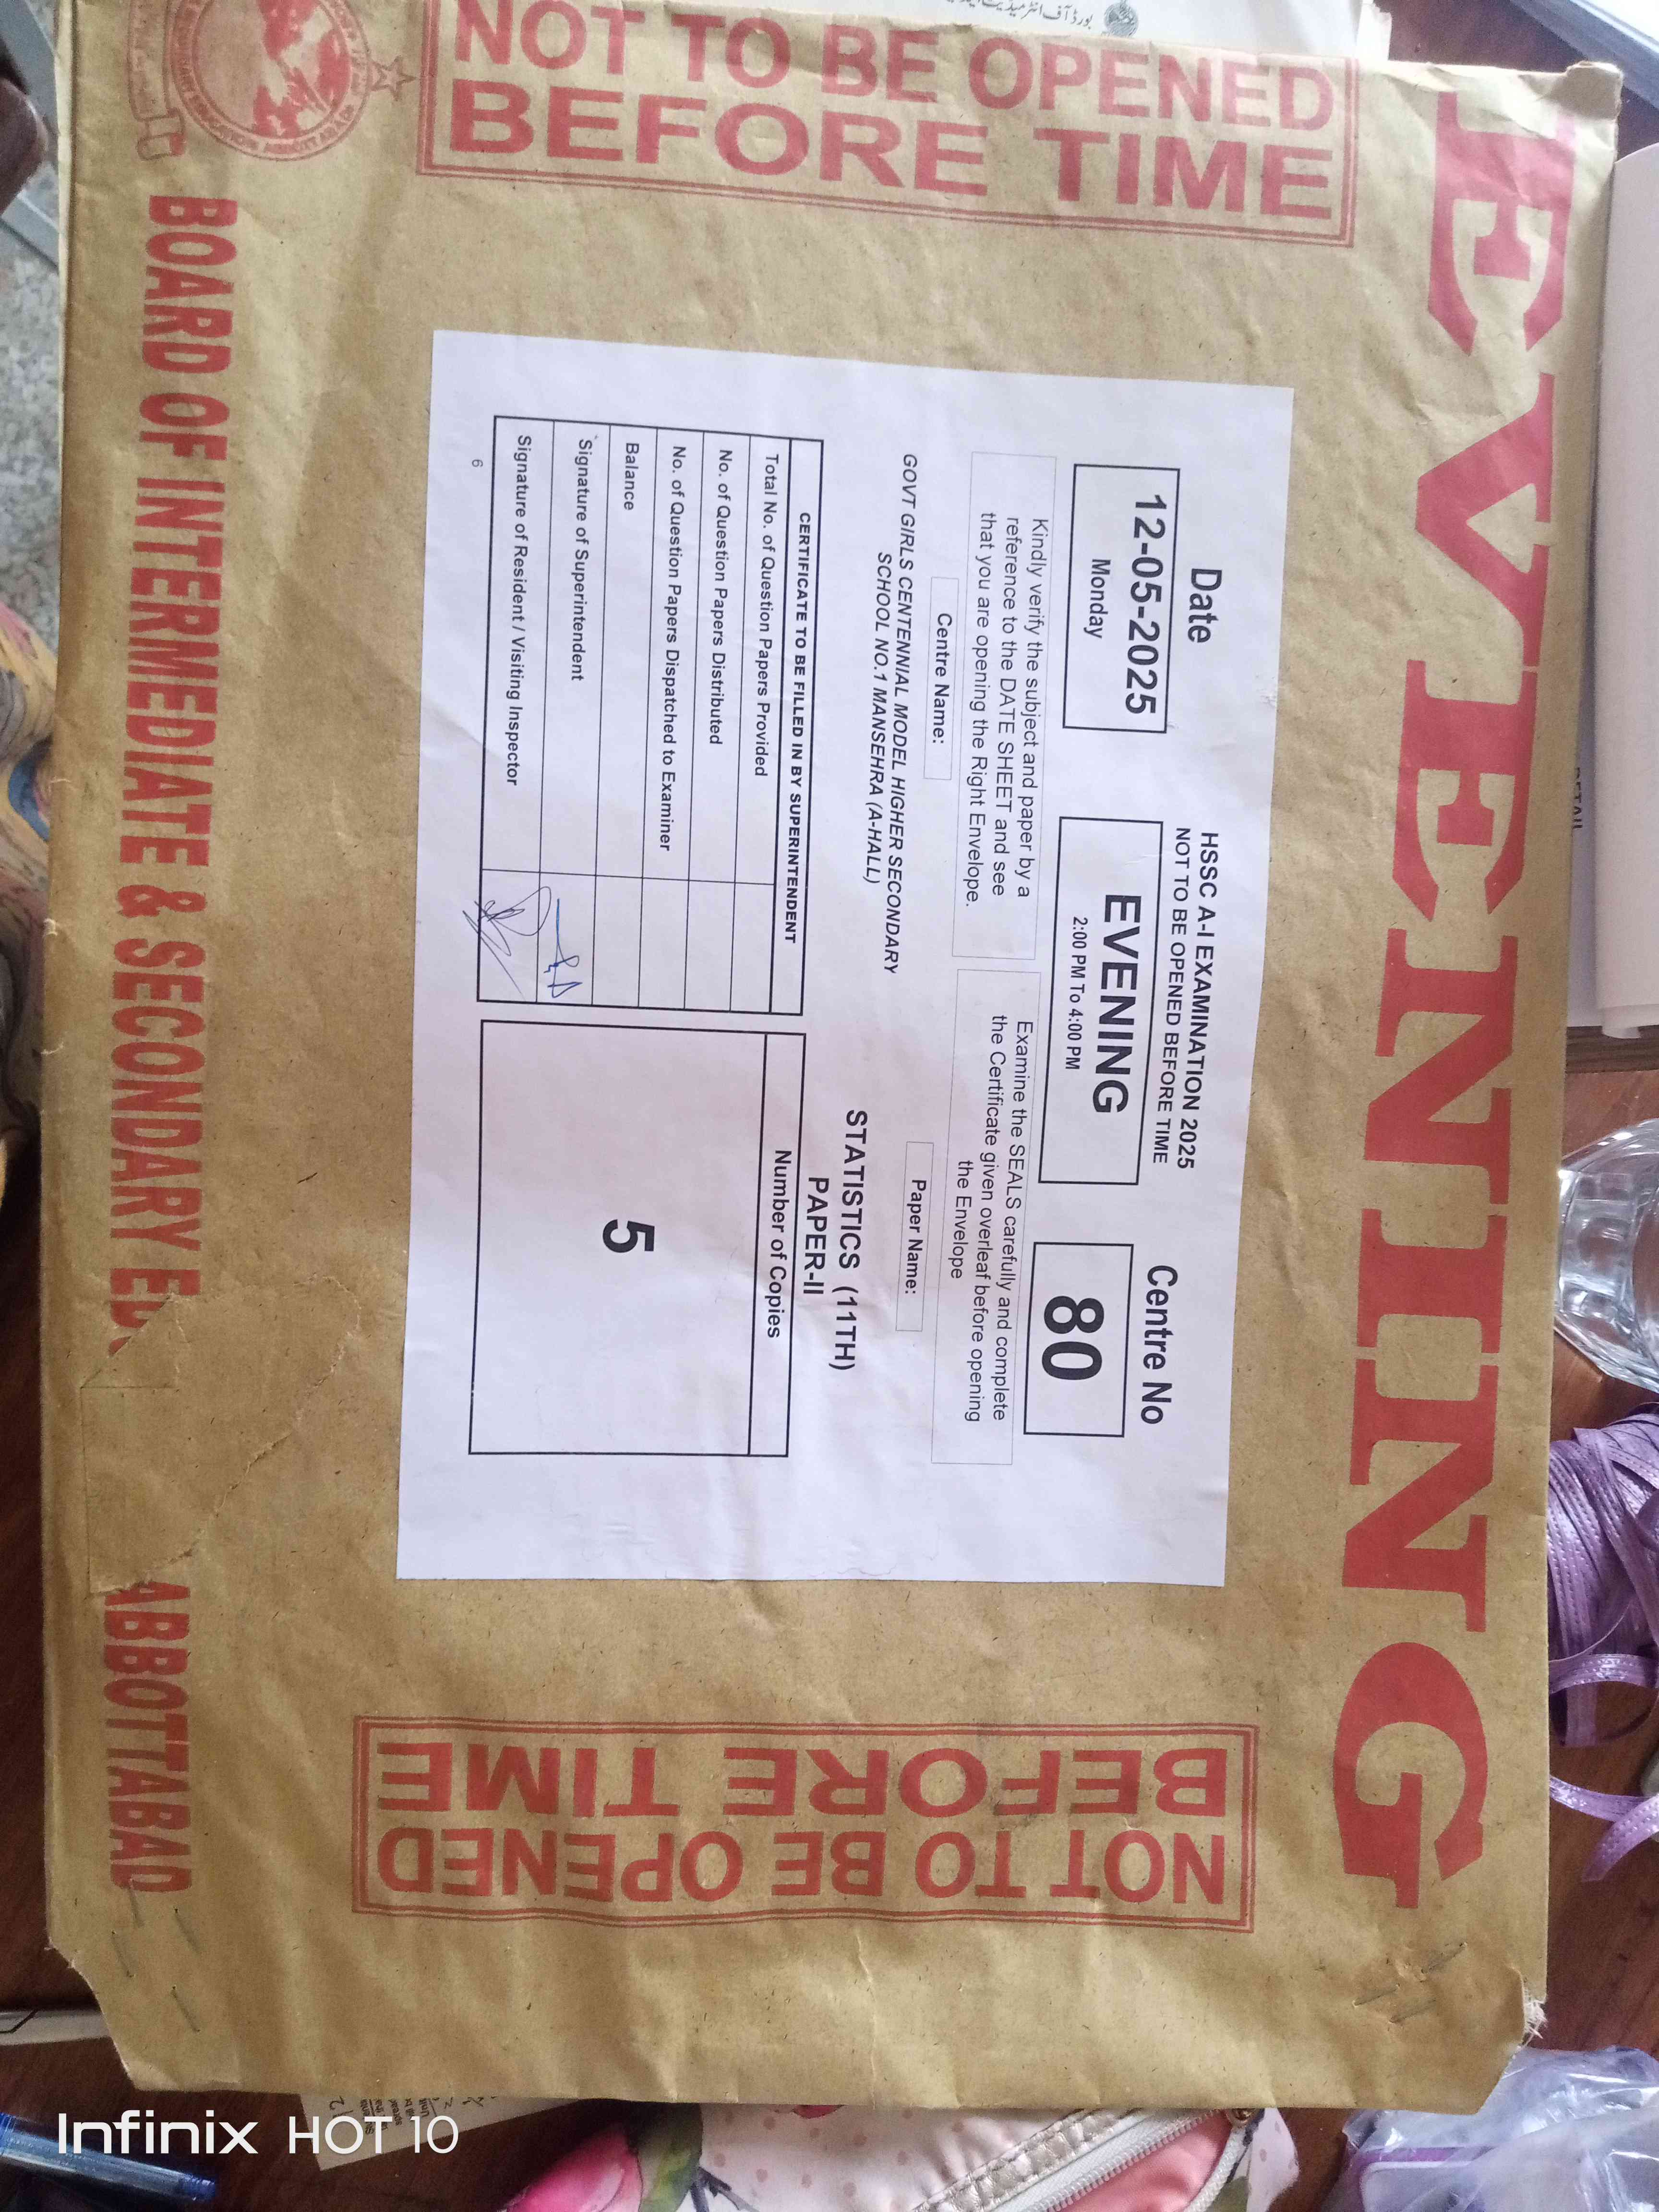 EVENING
NOT TO BE OPENED
BEFORE TIME
Date
12-05-2025
Monday
HSSC A-I EXAMINATION 2025
NOT TO BE OPENED BEFORE TIME
EVENING
2:00 PM To 4:00 PM
Centre No
80
Kindly verify the subject and paper by a
reference to the DATE SHEET and see
that you are opening the Right Envelope.
Examine the SEALS carefully and complete
the Certificate given overleaf before opening
the Envelope
Centre Name:
GOVT GIRLS CENTENNIAL MODEL HIGHER SECONDARY
SCHOOL NO.1 MANSEHRA (A-HALL)
Paper Name:
STATISTICS (11TH)
PAPER-II
CERTIFICATE TO BE FILLED IN BY SUPERINTENDENT
Total No. of Question Papers Provided
No. of Question Papers Distributed
No. of Question Papers Dispatched to Examiner
Balance
Signature of Superintendent
Signature of Resident / Visiting Inspector
Number of Copies
5
6
NOT TO BE OPENED
BEFORE TIME
BOARD OF INTERMEDIATE & SECONDARY ED
ABBOTTABAD
Infinix HOT 10